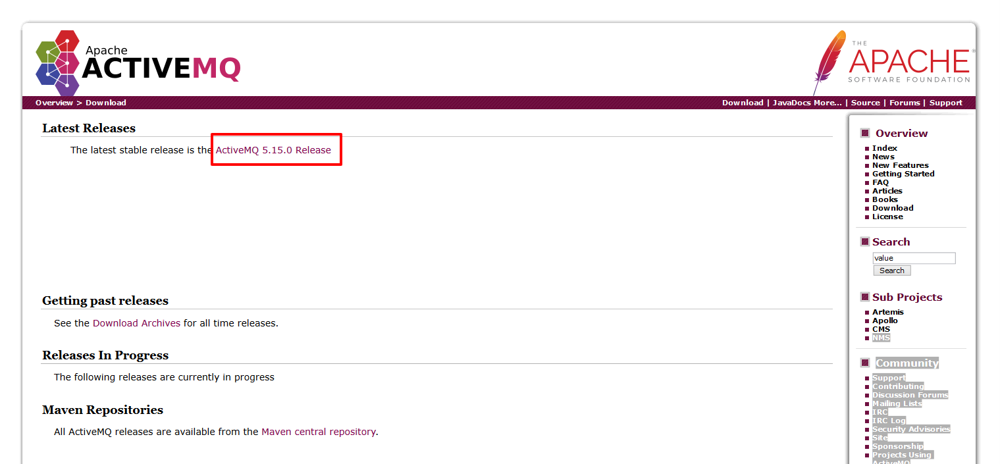 Apache
ACTIVEMQ
THE
APACHE®
SOFTWARE FOUNDATION
Overview > Download
Download | JavaDocs More... | Source | Forums | Support
Latest Releases
The latest stable release is the ActiveMQ 5.15.0 Release
Getting past releases
See the Download Archives for all time releases.
Releases In Progress
The following releases are currently in progress
Maven Repositories
All ActiveMQ releases are available from the Maven central repository.
Overview
Index
News
New Features
Getting Started
FAQ
Articles
Books
Download
License
Search
value
Search
Sub Projects
Artemis
Apollo
CMS
NMS
Community
Support
Contributing
Discussion Forums
Mailing Lists
IRC
IRC Log
Security Advisories
Site
Sponsorship
Projects Using
ActiveMQ